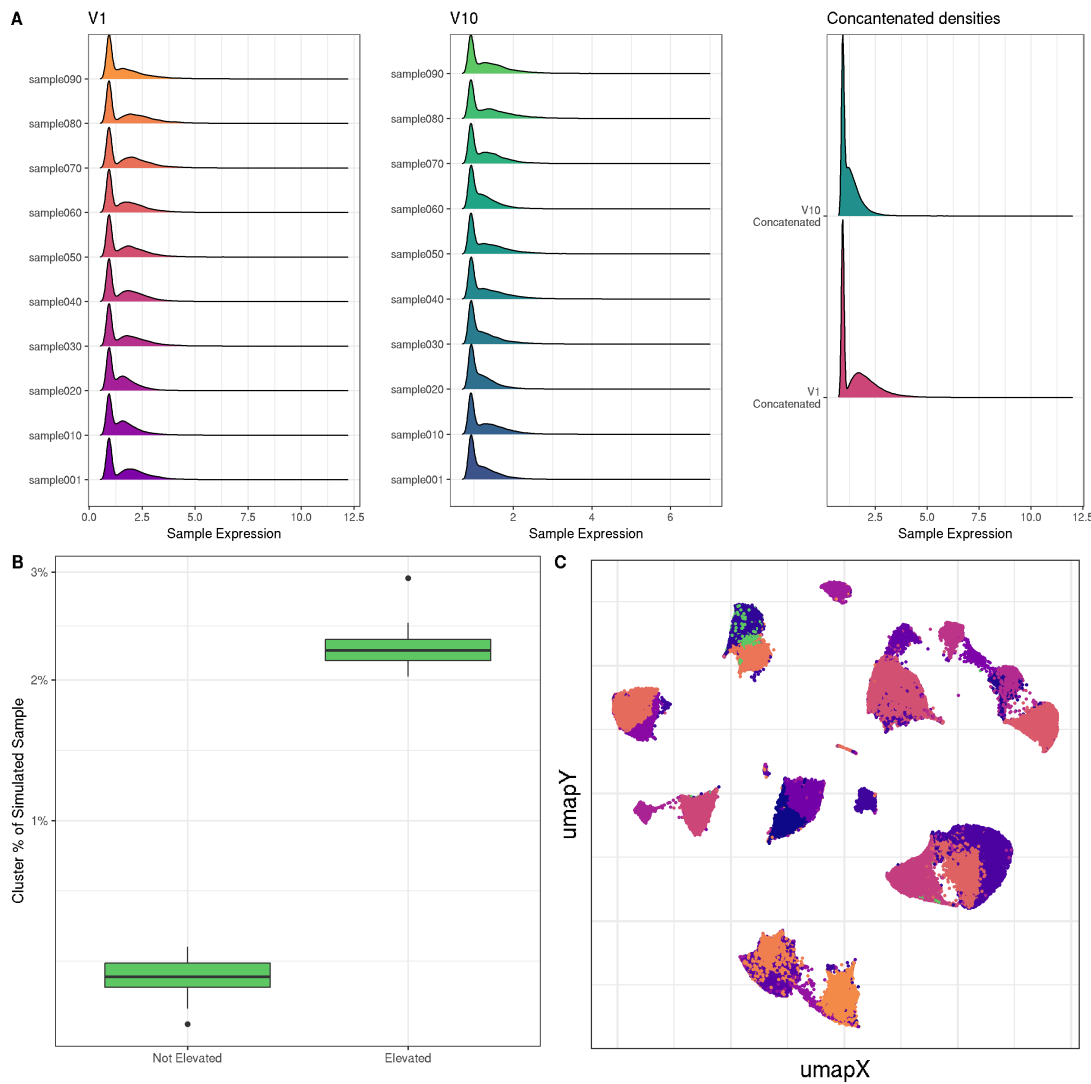 A
V1
sample090
sample080
sample070
sample060
sample050
sample040
sample030
sample020
sample010
sample001
0.0 2.5 5.0 7.5 10.0 12.5
Sample Expression
V10
sample090
sample080
sample070
sample060
sample050
sample040
sample030
sample020
sample010
sample001
2 4 6
Sample Expression
Concantenated densities
V10
Concatenated
V1
Concatenated
2.5 5.0 7.5 10.0 12.5
Sample Expression
B
Cluster % of Simulated Sample
3%
2%
1%
Not Elevated Elevated
C
umapY
umapX